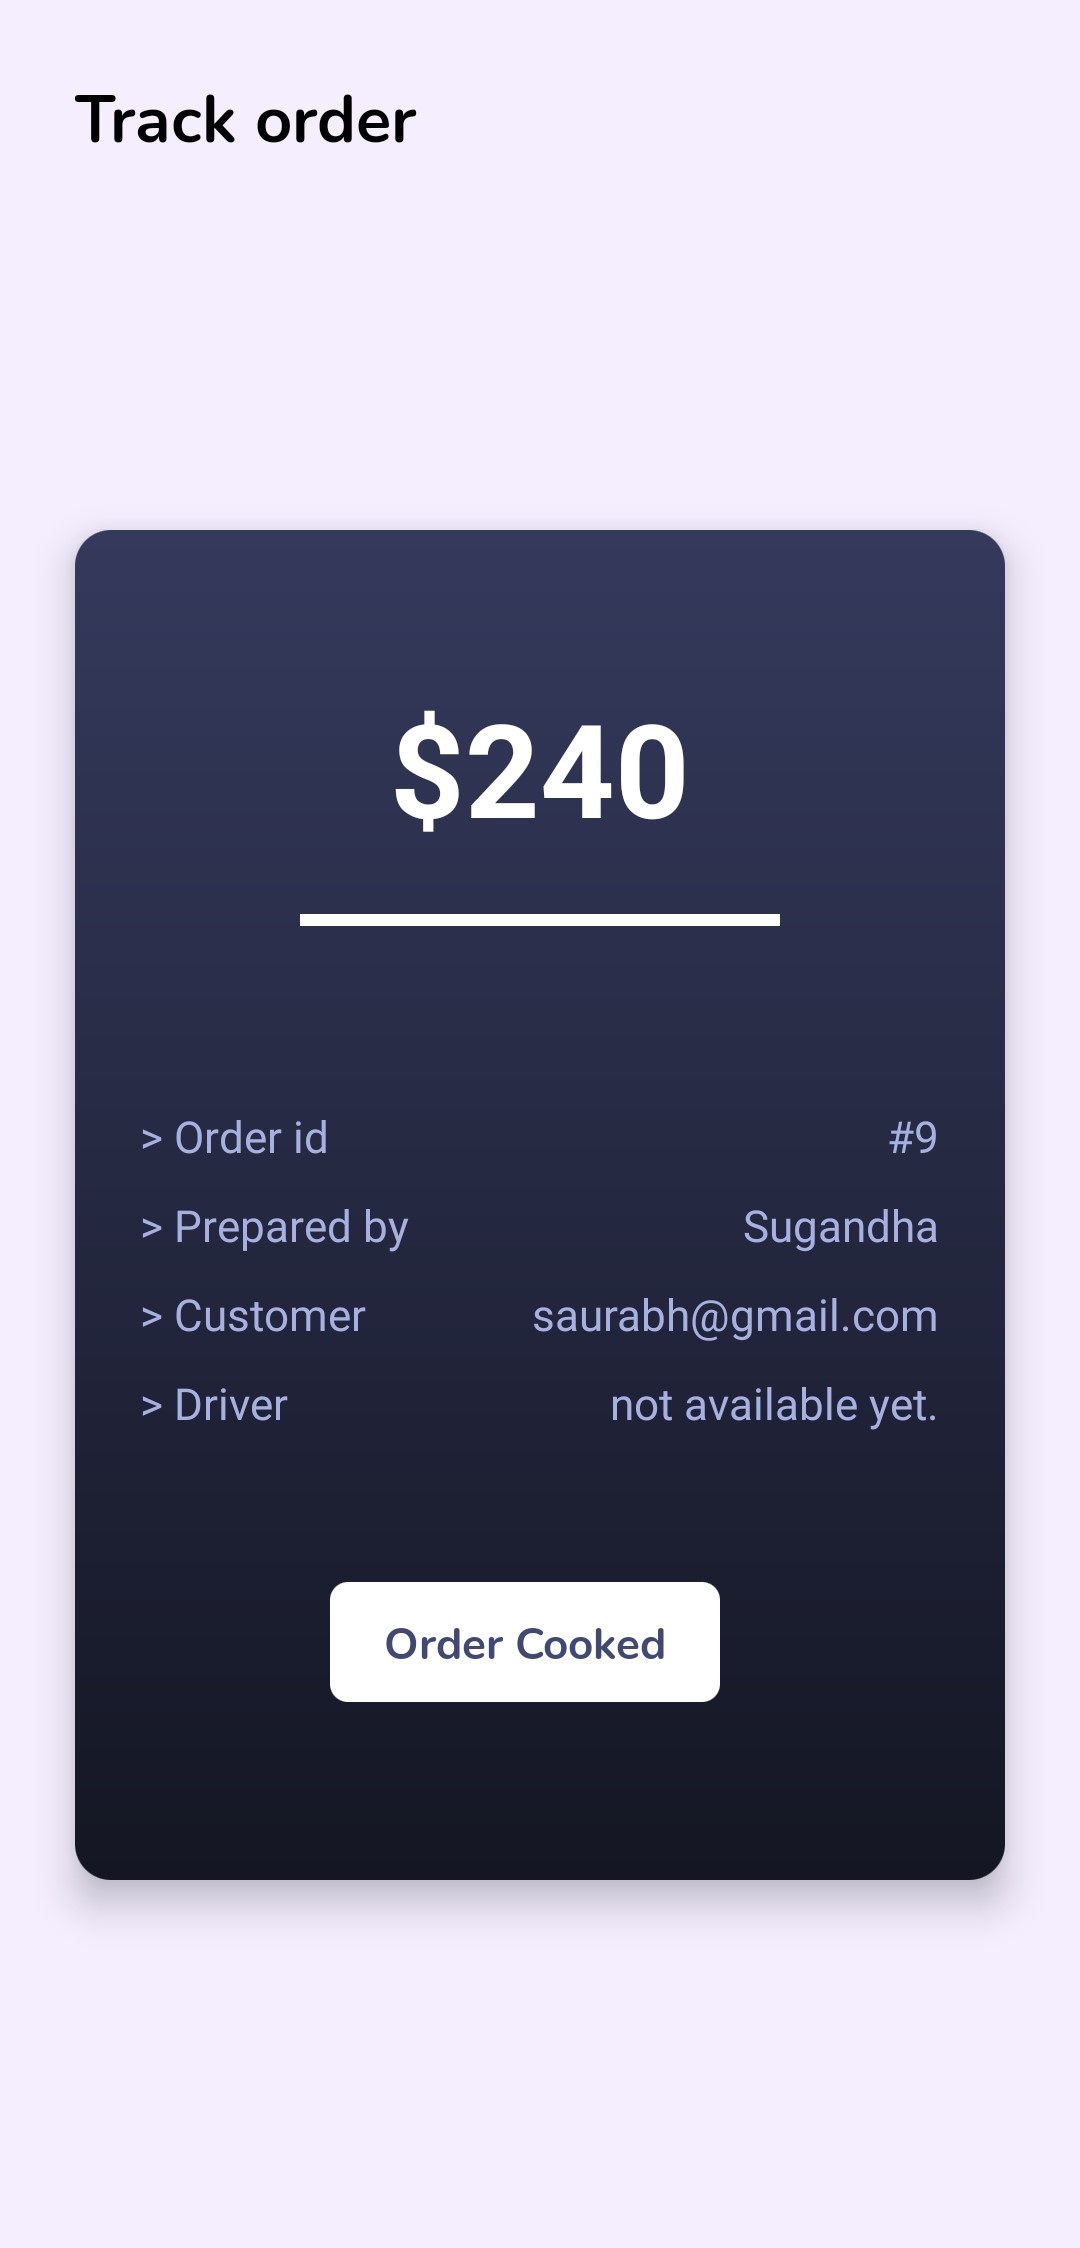 Track order
$240
> Order id #9
> Prepared by Sugandha
> Customer saurabh@gmail.com
> Driver not available yet.
Order Cooked